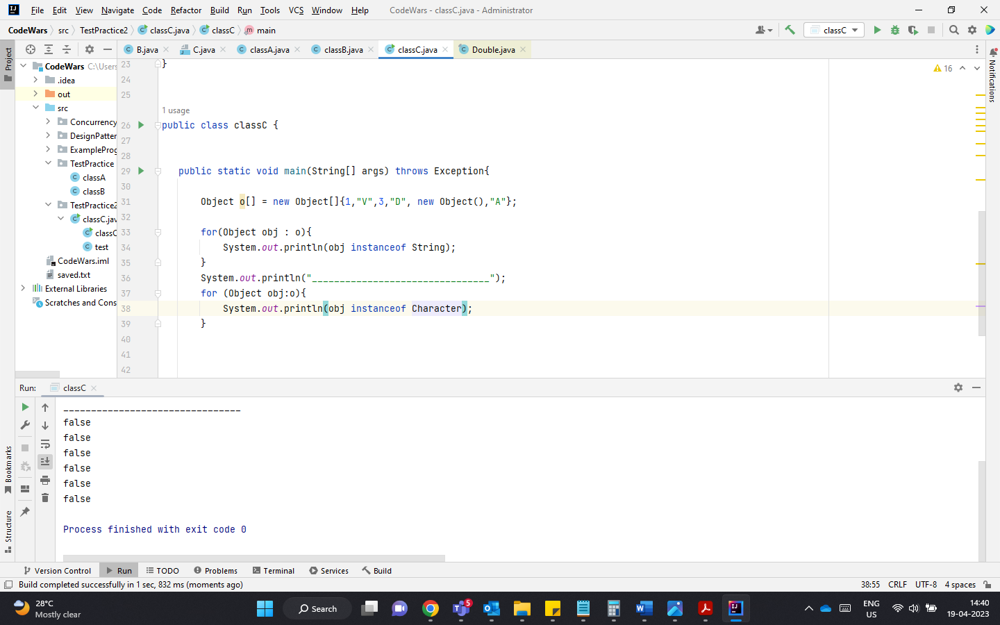 File Edit View Navigate Code Refactor Build Run Tools VCS Window Help CodeWars - classC.java - Administrator
CodeWars src TestPractice2 classC.java classC main classC
B.java C.java classA.java classB.java classC.java Double.java
Project
CodeWars C:\Users
.idea
out
src
Concurrency
DesignPatter
ExampleProg
TestPractice
classA
classB
TestPractice2
classC.jav
classC
test
CodeWars.iml
saved.txt
External Libraries
Scratches and Cons
16
Notifications
23 }
24
25
1 usage
26 public class classC {
27
28
29 public static void main(String[] args) throws Exception{
30
31 Object o[] = new Object[]{1,"V",3,"D", new Object(),"A"};
32
33 for(Object obj : o){
34 System.out.println(obj instanceof String);
35 }
36 System.out.println("________________________________");
37 for (Object obj:o){
38 System.out.println(obj instanceof Character);
39 }
40
41
42
Run: classC
________________________________
false
false
false
false
false
false
Process finished with exit code 0
Bookmarks
Structure
Version Control Run TODO Problems Terminal Services Build
Build completed successfully in 1 sec, 832 ms (moments ago) 38:55 CRLF UTF-8 4 spaces
28°C
Mostly clear
Search
5
ENG
US
14:40
19-04-2023